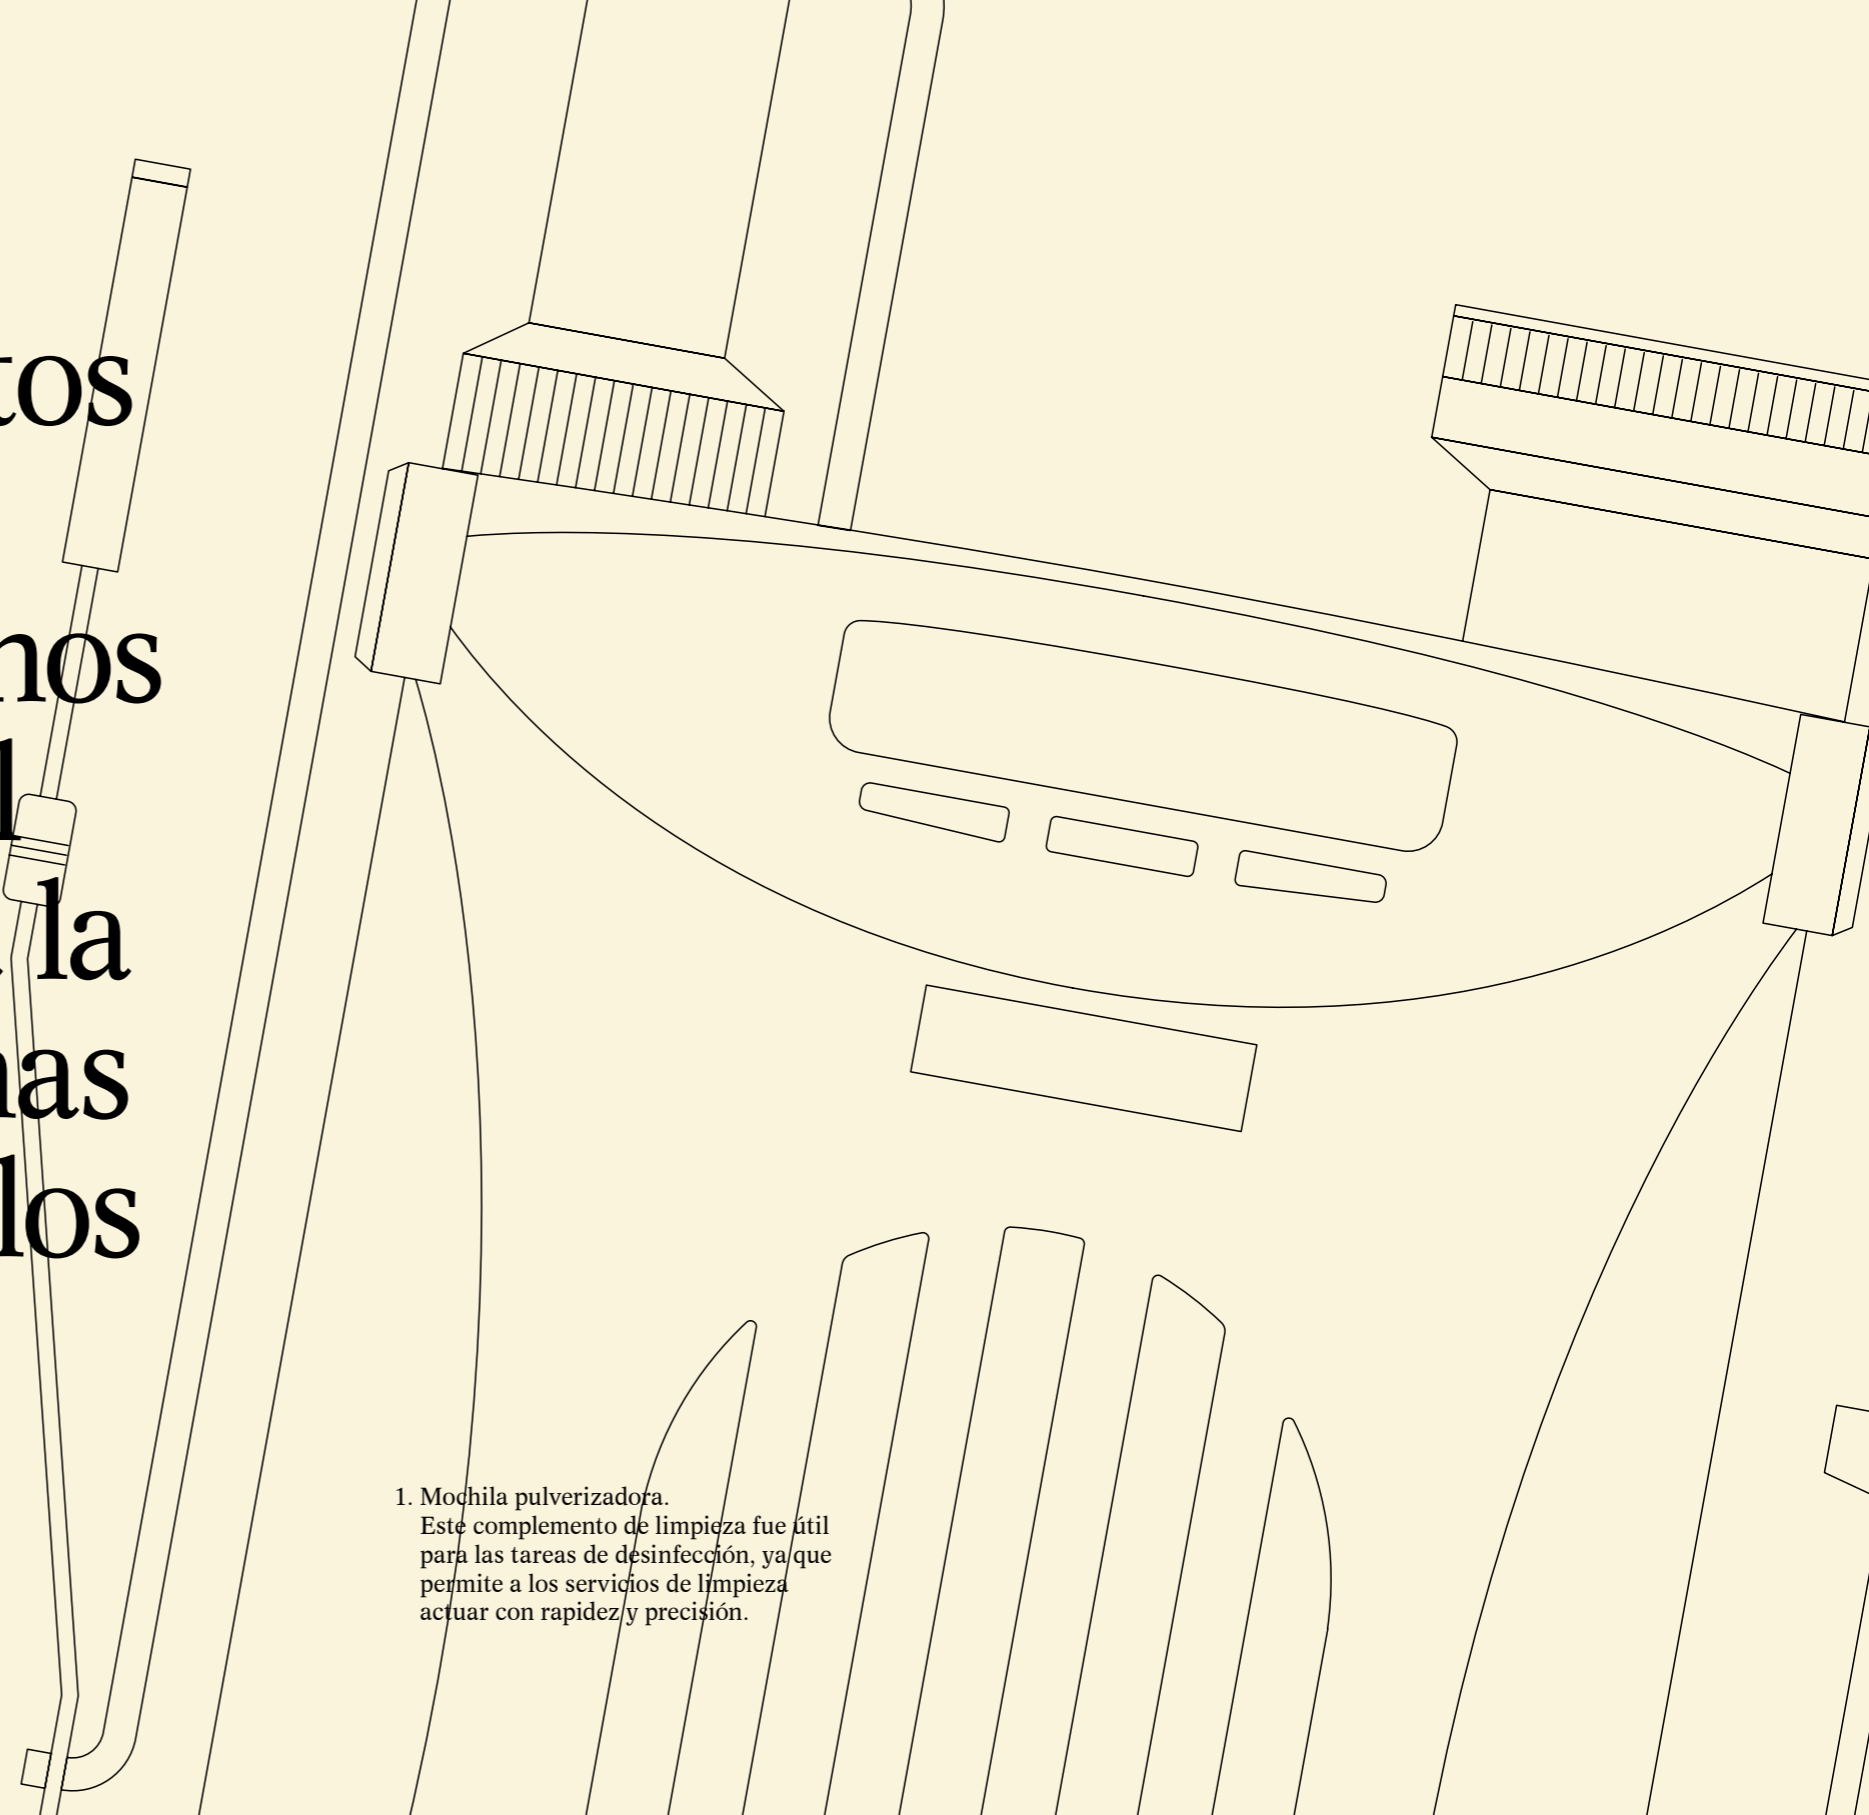 tos
nos
l
la
nas
los
1. Mochila pulverizadora.
Este complemento de limpieza fue útil
para las tareas de desinfección, ya que
permite a los servicios de limpieza
actuar con rapidez y precisión.